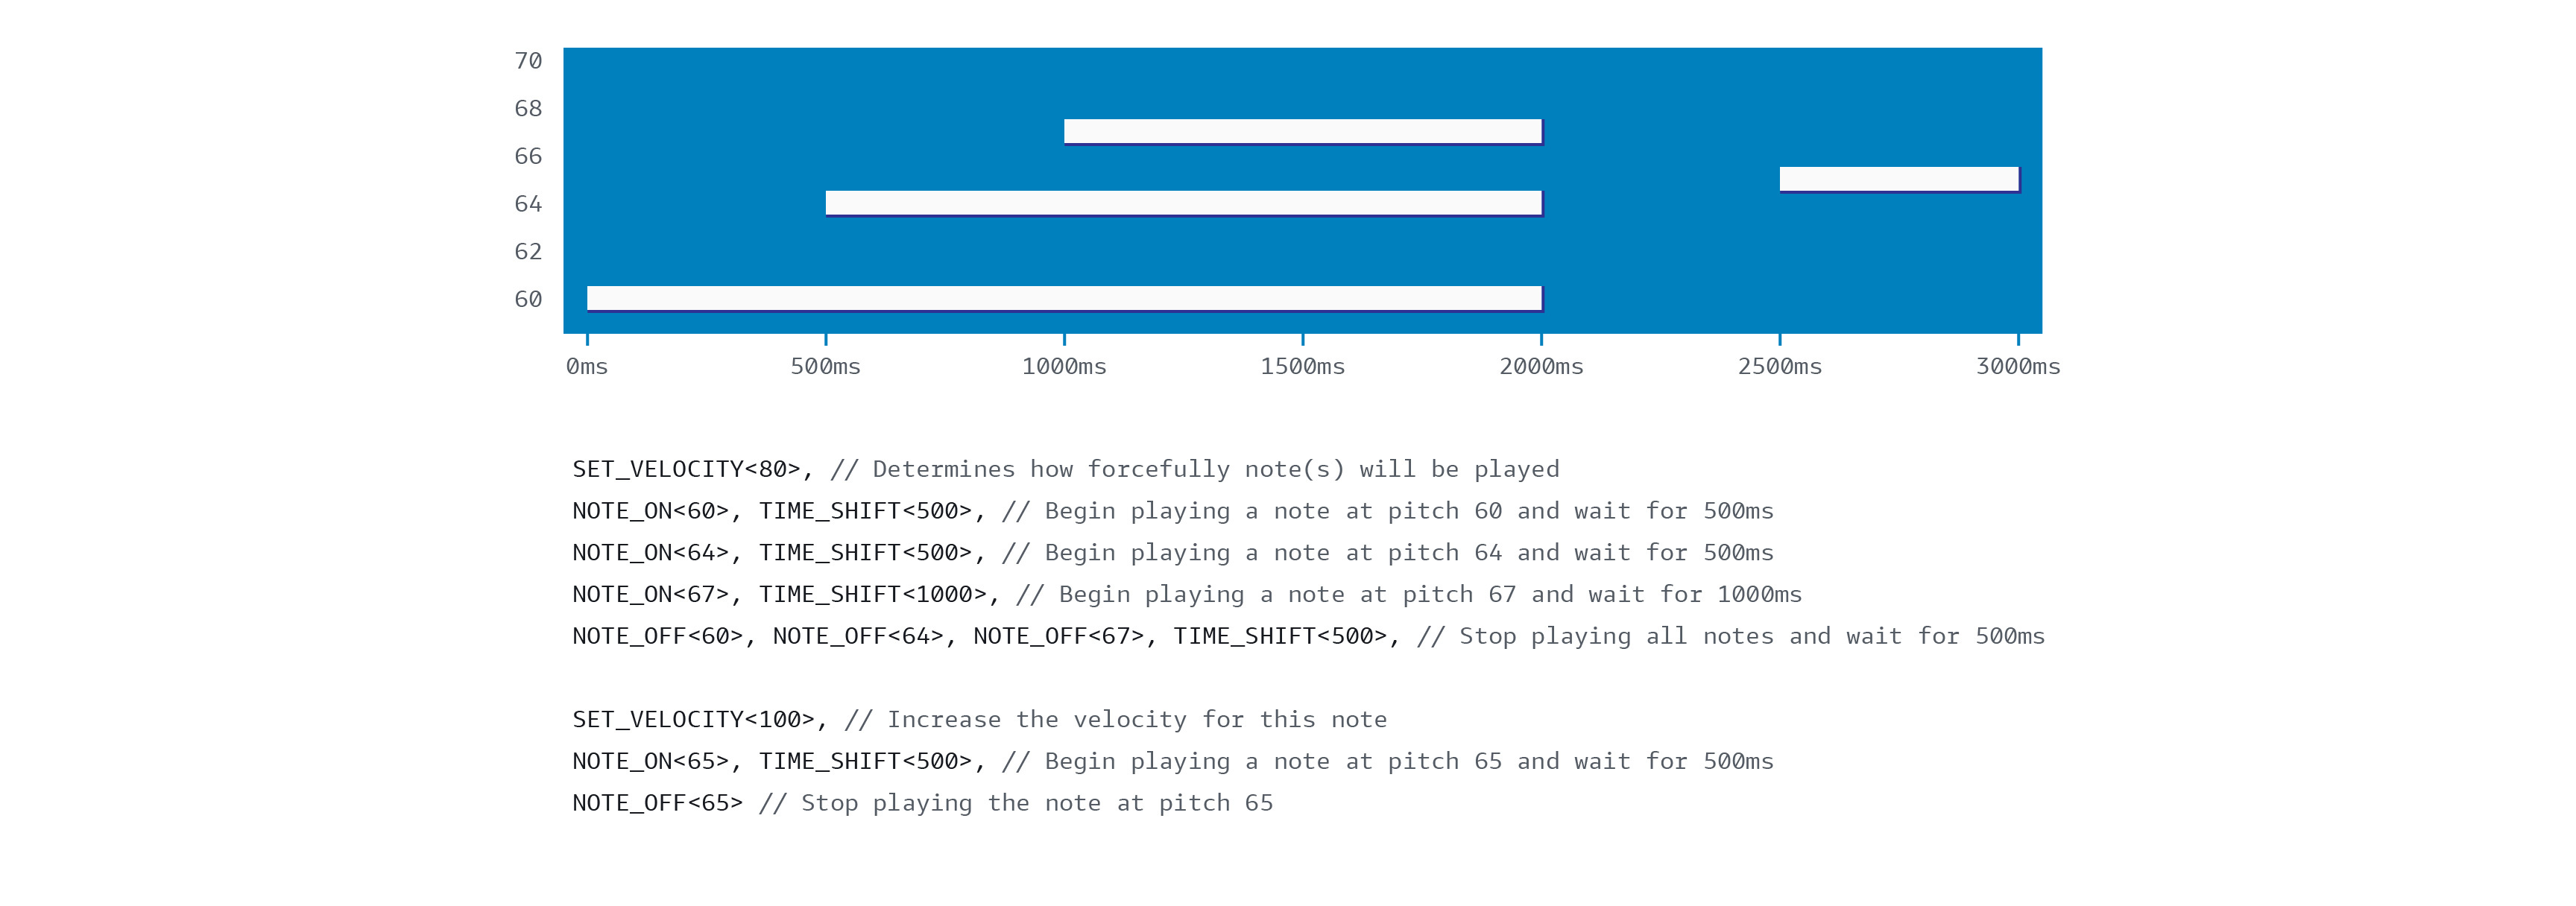 70
68
66
64
62
60
0ms 500ms 1000ms 1500ms 2000ms 2500ms 3000ms
SET_VELOCITY<80>, // Determines how forcefully note(s) will be played
NOTE_ON<60>, TIME_SHIFT<500>, // Begin playing a note at pitch 60 and wait for 500ms
NOTE_ON<64>, TIME_SHIFT<500>, // Begin playing a note at pitch 64 and wait for 500ms
NOTE_ON<67>, TIME_SHIFT<1000>, // Begin playing a note at pitch 67 and wait for 1000ms
NOTE_OFF<60>, NOTE_OFF<64>, NOTE_OFF<67>, TIME_SHIFT<500>, // Stop playing all notes and wait for 500ms
SET_VELOCITY<100>, // Increase the velocity for this note
NOTE_ON<65>, TIME_SHIFT<500>, // Begin playing a note at pitch 65 and wait for 500ms
NOTE_OFF<65> // Stop playing the note at pitch 65